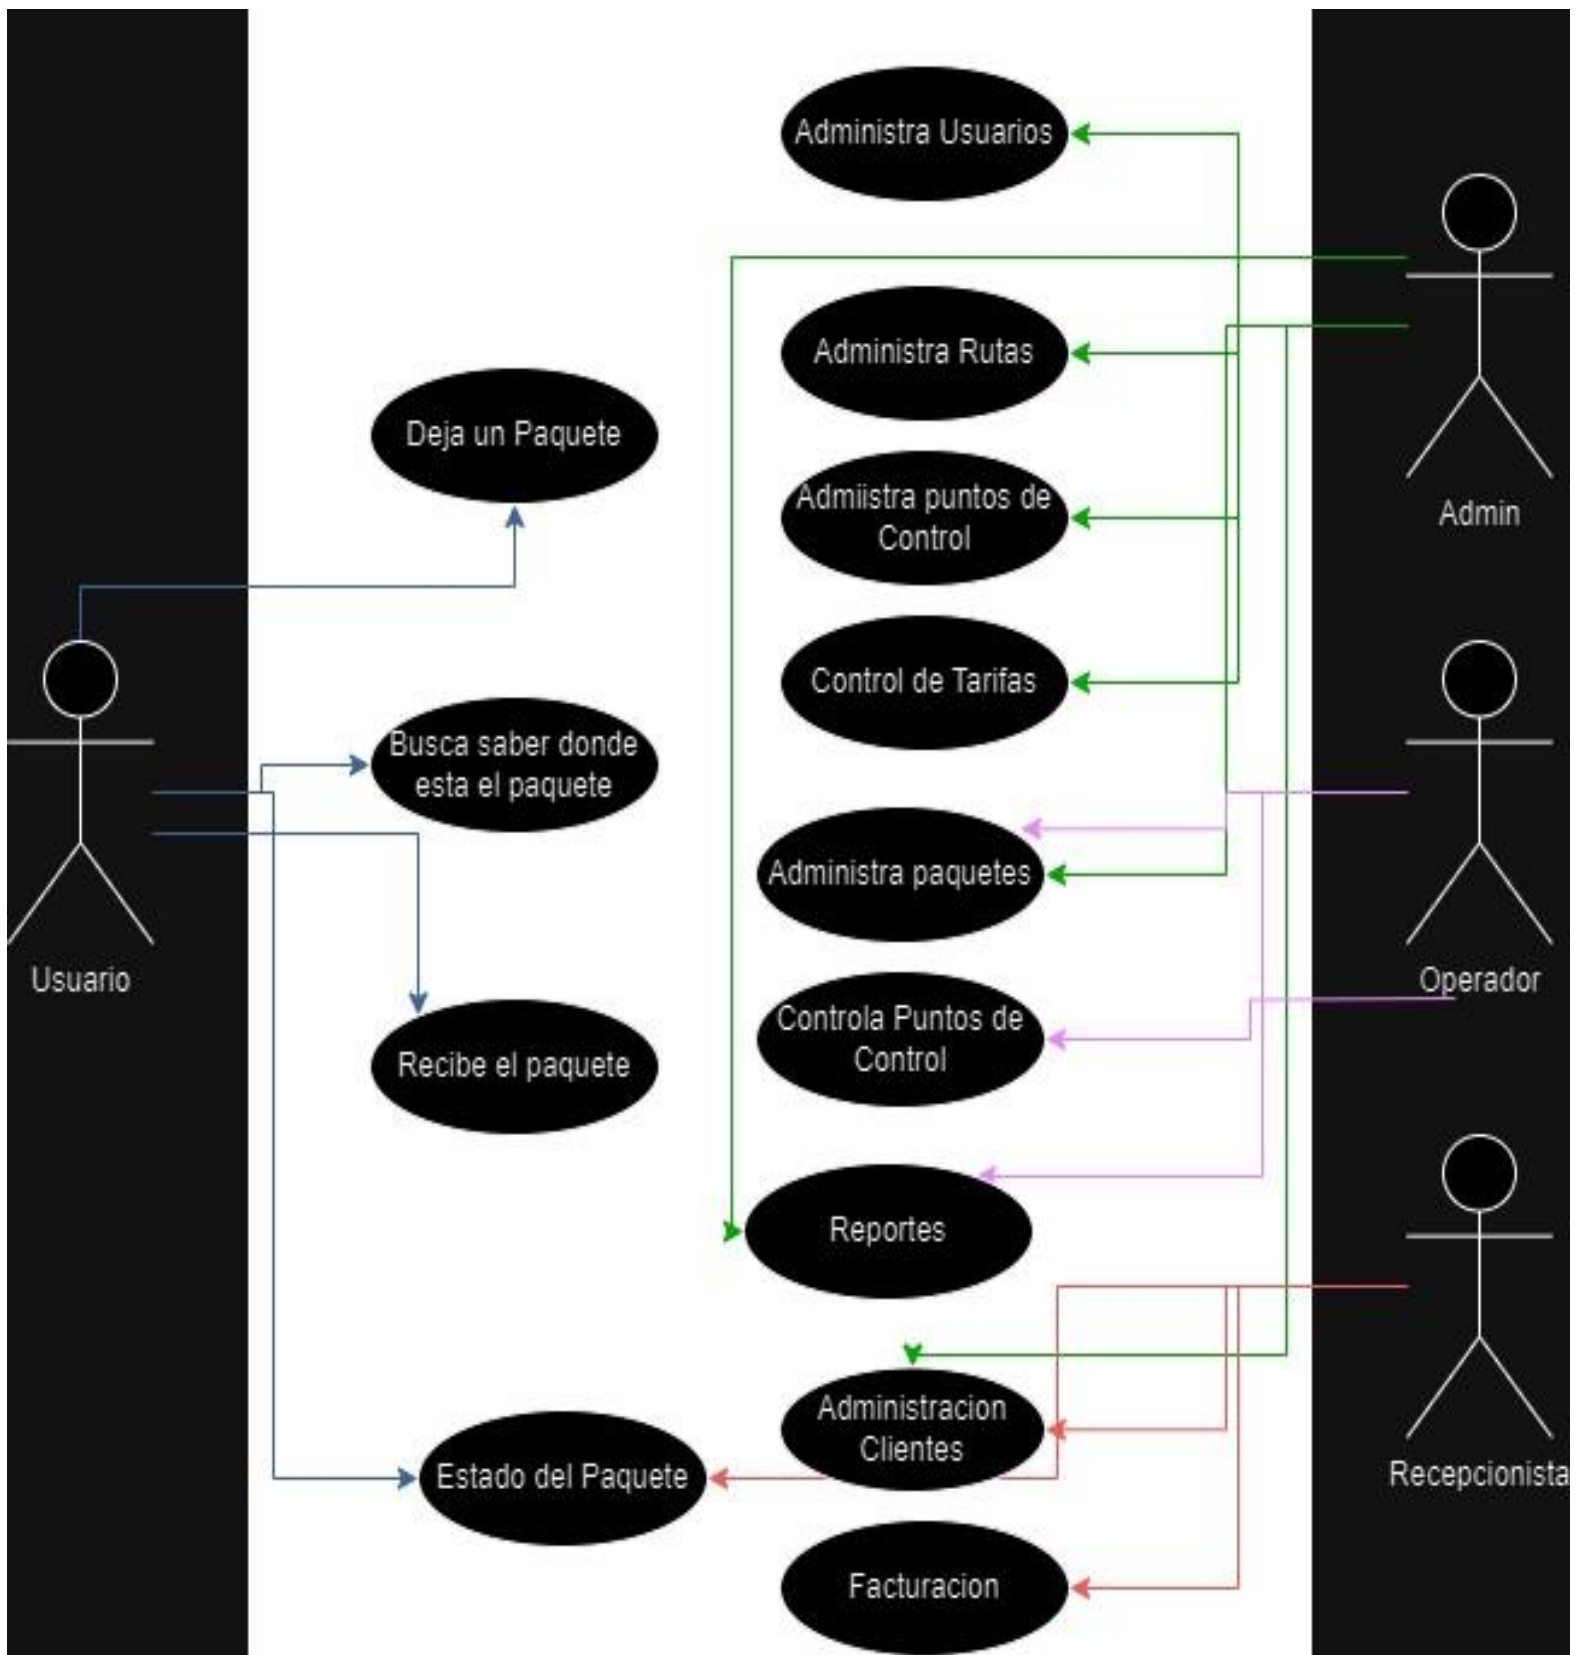 Administra Usuarios
Administra Rutas
Deja un Paquete
Admiistra puntos de
Control
Admin
Control de Tarifas
Busca saber donde
esta el paquete
Administra paquetes
Usuario
Operador
Controla Puntos de
Control
Recibe el paquete
Reportes
Administracion
Clientes
Estado del Paquete
Recepcionista
Facturacion